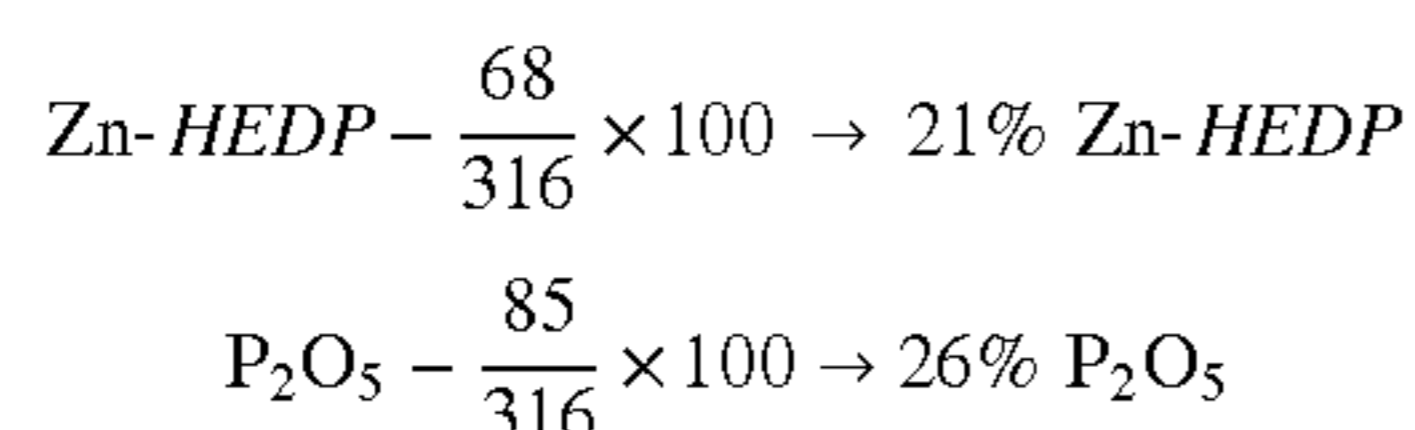 Zn-HEDP – 68/316 × 100 → 21% Zn-HEDP
P₂O₅ – 85/316 × 100 → 26% P₂O₅